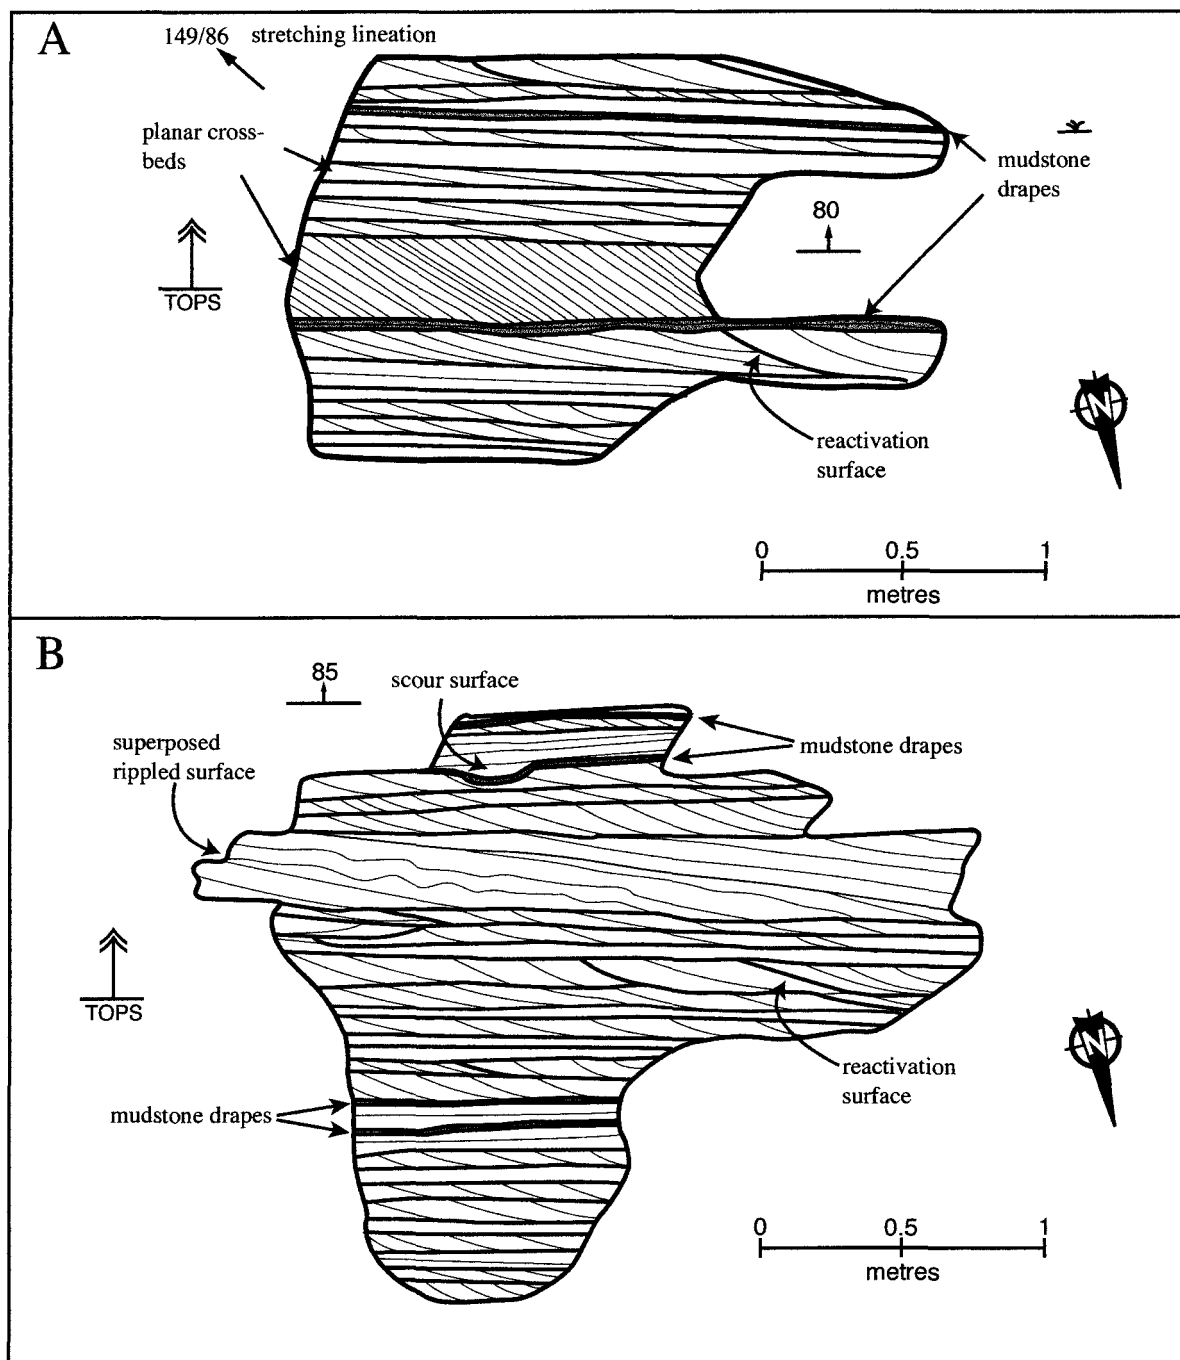 A
149/86 stretching lineation
planar cross-
beds
mudstone
drapes
80
TOPS
N
reactivation
surface
0 0.5 1
metres
B
85
scour surface
superposed
rippled surface
mudstone drapes
TOPS
N
reactivation
surface
mudstone drapes
0 0.5 1
metres